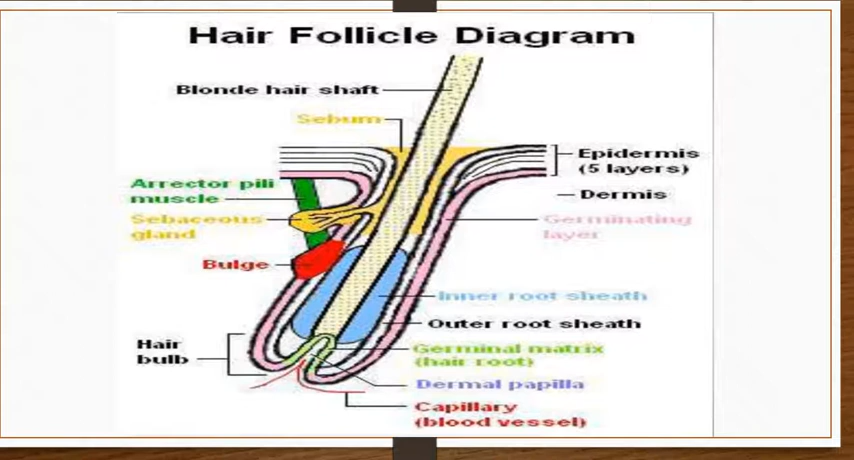 Hair Follicle Diagram
Blonde hair shaft
Sebum
Epidermis
(5 layers)
Arrector pili
muscle
Dermis
Sebaceous
gland
Germinating
layer
Bulge
Inner root sheath
Outer root sheath
Hair
bulb
Germinal matrix
(hair root)
Dermal papilla
Capillary
(blood vessel)